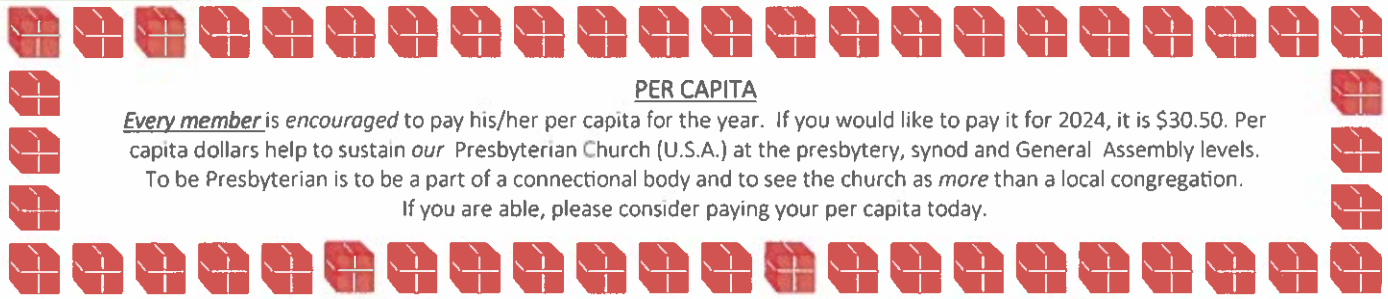 PER CAPITA
Every member is encouraged to pay his/her per capita for the year. If you would like to pay it for 2024, it is $30.50. Per
capita dollars help to sustain our Presbyterian Church (U.S.A.) at the presbytery, synod and General Assembly levels.
To be Presbyterian is to be a part of a connectional body and to see the church as more than a local congregation.
If you are able, please consider paying your per capita today.